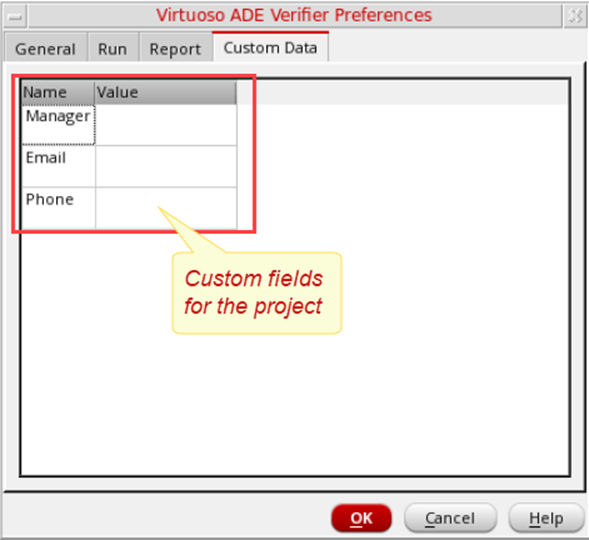 Virtuoso ADE Verifier Preferences
General Run Report Custom Data
Name Value
Manager
Email
Phone
Custom fields
for the project
OK Cancel Help